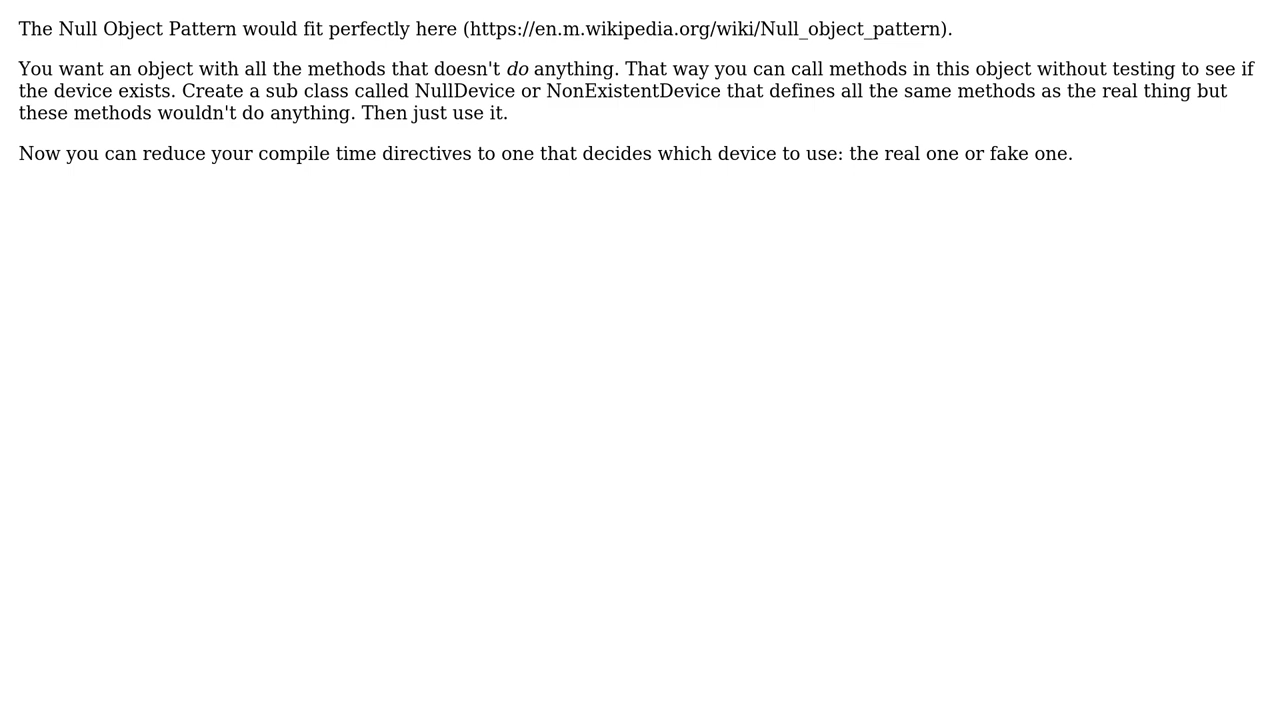 The Null Object Pattern would fit perfectly here (https://en.m.wikipedia.org/wiki/Null_object_pattern).
You want an object with all the methods that doesn't do anything. That way you can call methods in this object without testing to see if
the device exists. Create a sub class called NullDevice or NonExistentDevice that defines all the same methods as the real thing but
these methods wouldn't do anything. Then just use it.
Now you can reduce your compile time directives to one that decides which device to use: the real one or fake one.